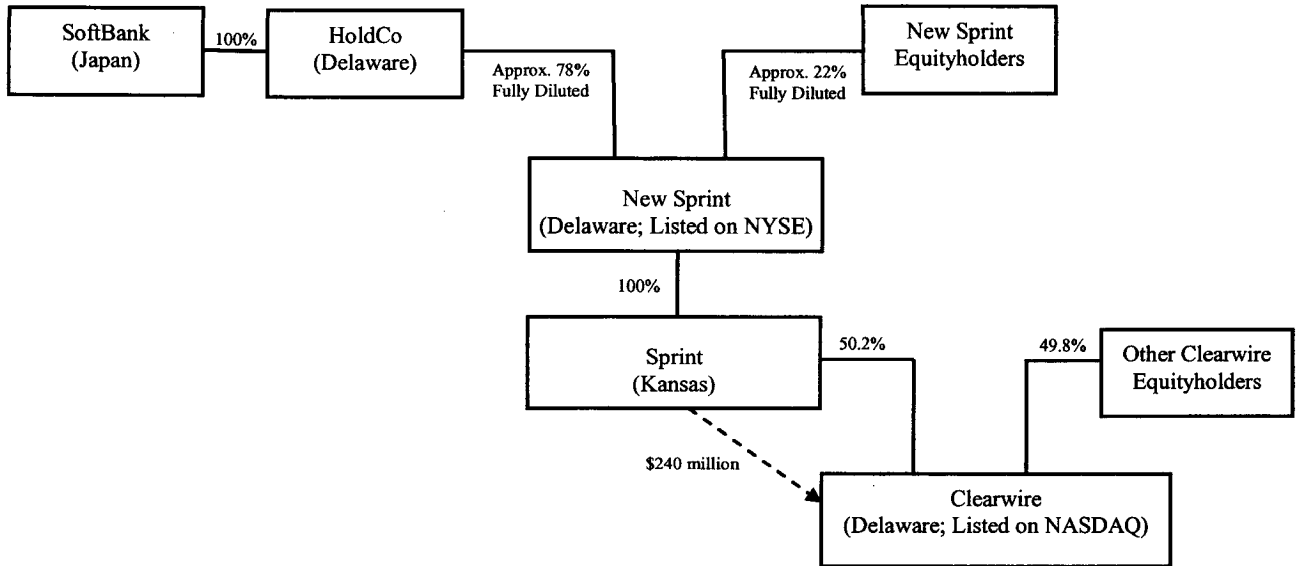 SoftBank
(Japan)
100%
HoldCo
(Delaware)
Approx. 78%
Fully Diluted
Approx. 22%
Fully Diluted
New Sprint
Equityholders
New Sprint
(Delaware; Listed on NYSE)
100%
Sprint
(Kansas)
50.2%
49.8%
Other Clearwire
Equityholders
$240 million
Clearwire
(Delaware; Listed on NASDAQ)